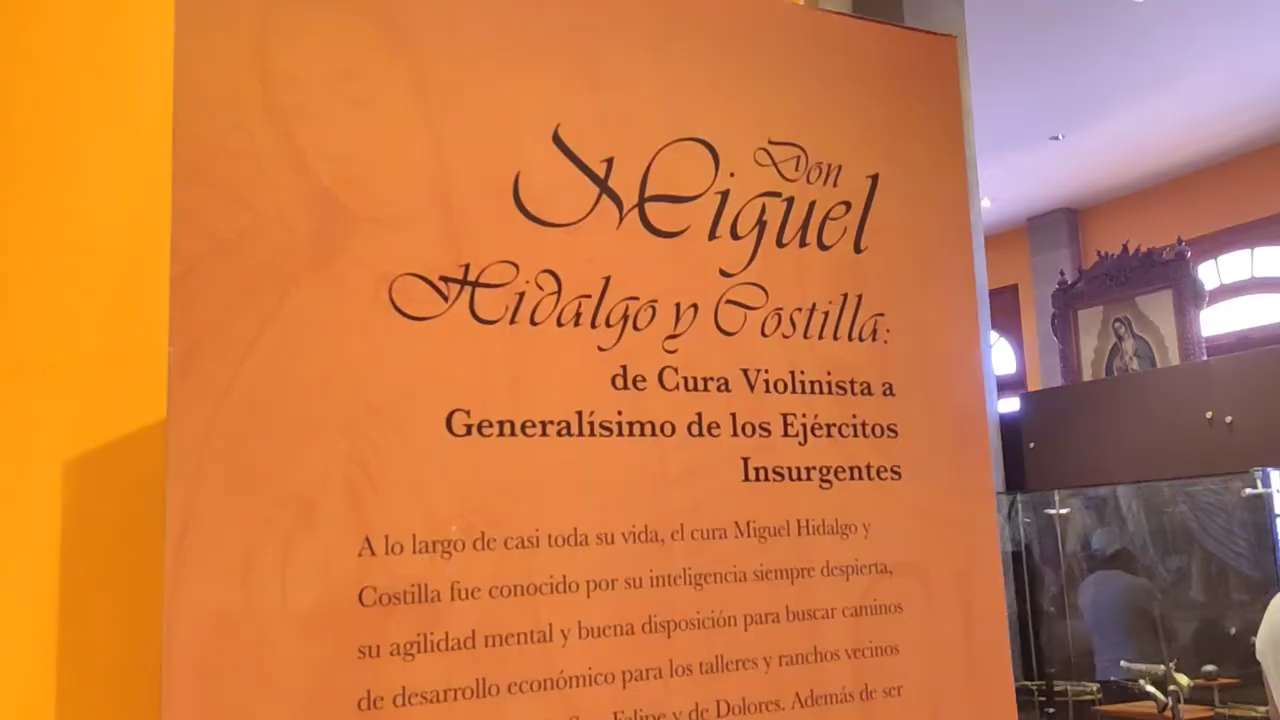 Don
Miguel
Hidalgo y Costilla:
de Cura Violinista a
Generalísimo de los Ejércitos
Insurgentes
A lo largo de casi toda su vida, el cura Miguel Hidalgo y
Costilla fue conocido por su inteligencia siempre despierta,
su agilidad mental y buena disposición para buscar caminos
de desarrollo económico para los talleres y ranchos vecinos
Felipe y de Dolores. Además de ser